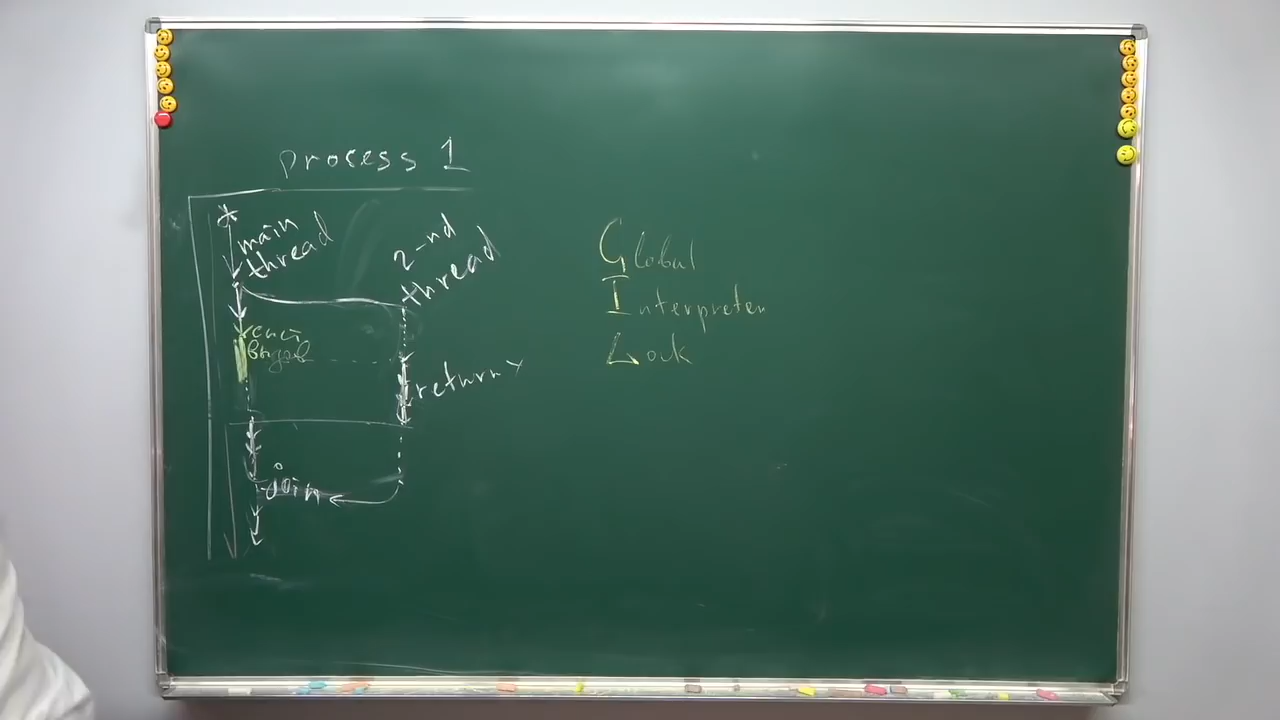 process 1
main
thread
2-nd
thread
return
join
Global
Interpreter
Lock